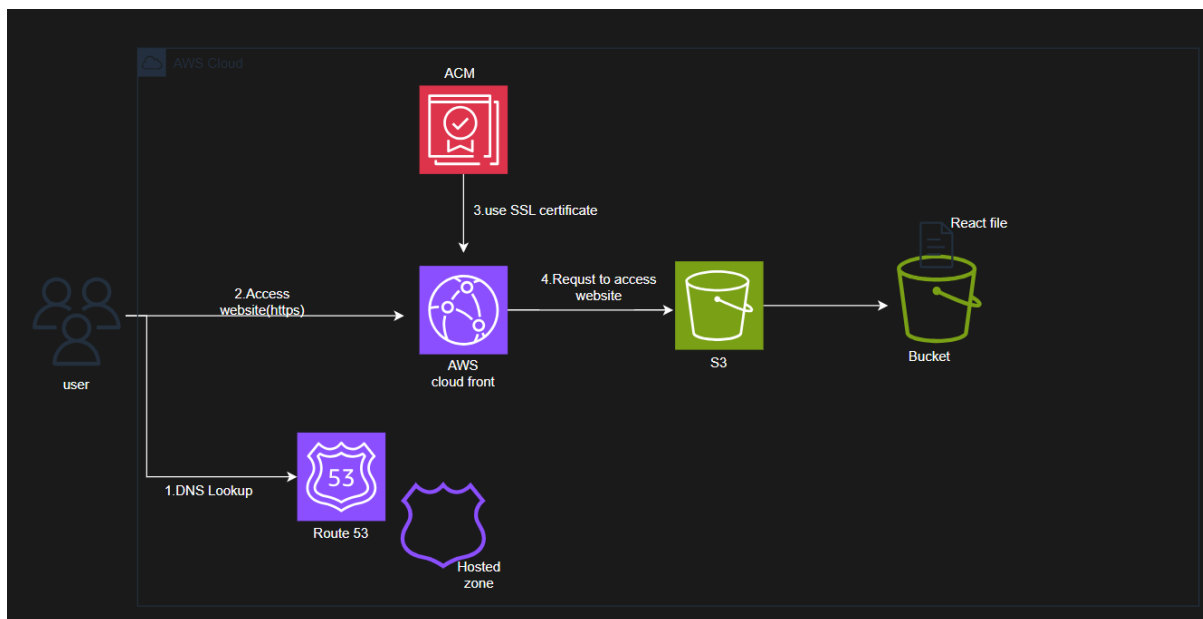 AWS Cloud
ACM
3.use SSL certificate
React file
2.Access
website(https)
4.Requst to access
website
user
AWS
cloud front
S3
Bucket
1.DNS Lookup
53
Route 53
Hosted
zone